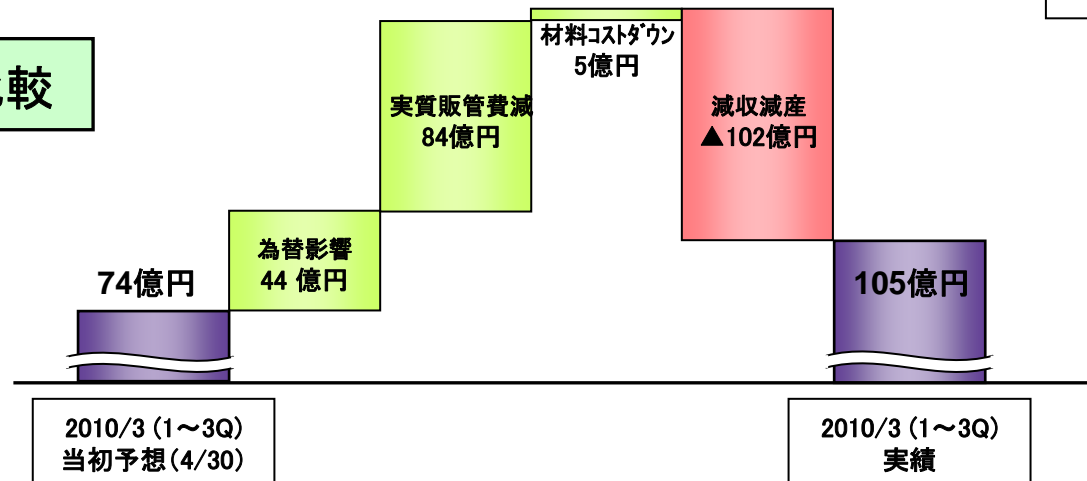 較
材料コストダウン
5億円
実質販管費減
84億円
減収減産
▲102億円
為替影響
44 億円
74億円
105億円
2010/3 (1～3Q)
当初予想(4/30)
2010/3 (1～3Q)
実績